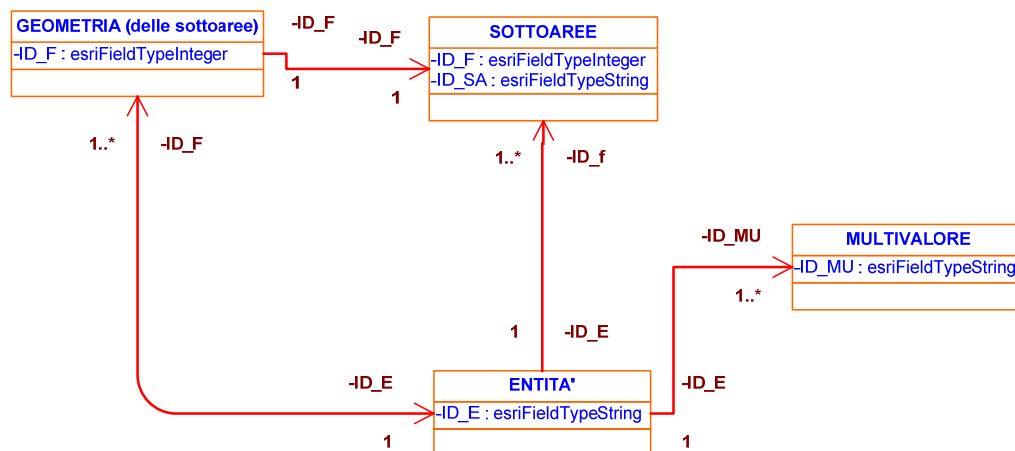 GEOMETRIA (delle sottoaree)
-ID_F : esriFieldTypeInteger
-ID_F
-ID_F
1
1
SOTTOAREE
-ID_F : esriFieldTypeInteger
-ID_SA : esriFieldTypeString
1..*
-ID_F
1..*
-ID_f
-ID_MU
1..*
MULTIVALORE
-ID_MU : esriFieldTypeString
1
-ID_E
-ID_E
1
ENTITA'
-ID_E : esriFieldTypeString
-ID_E
1